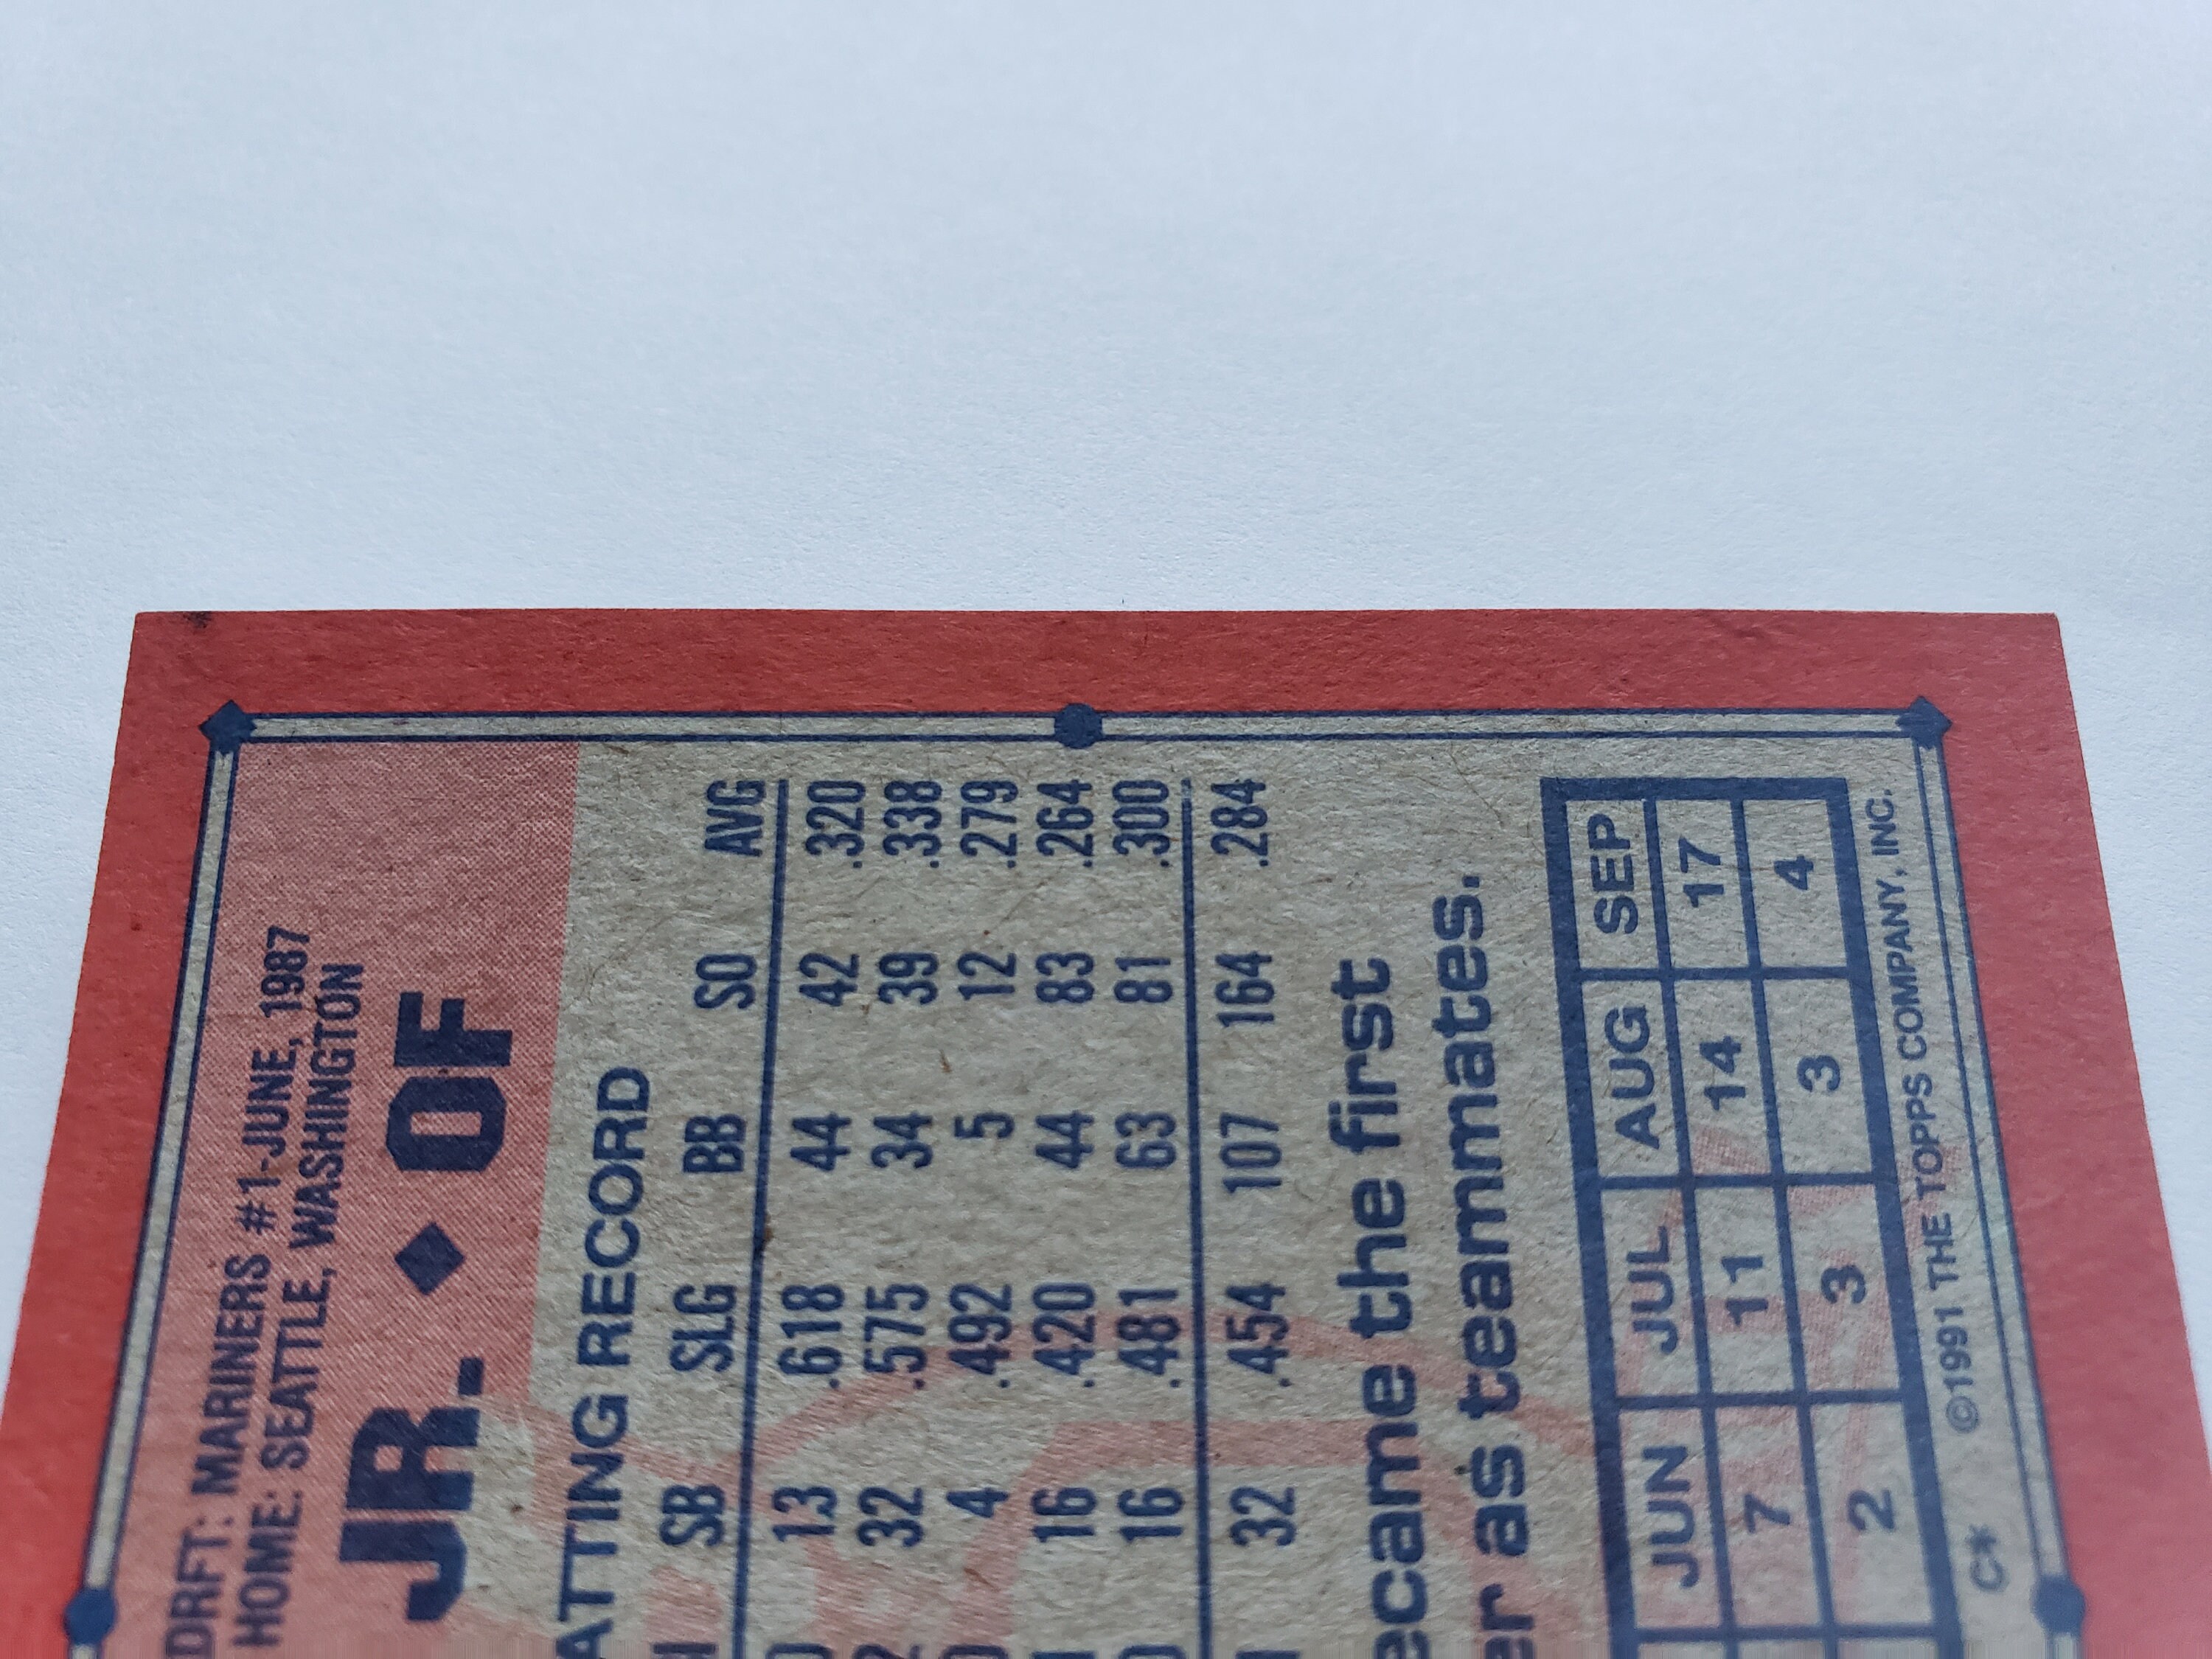 DRFT: MARINERS #1-JUNE, 1987
HOME: SEATTLE, WASHINGTON
JR. ◆ OF
ATTING RECORD
SB SLG BB SO AVG
13 .618 44 42 .320
32 .575 34 39 .338
4 .492 5 12 .279
16 .420 44 83 .264
16 .481 63 81 .300
32 .454 107 164 .284
ecame the first
er as teammates.
JUN JUL AUG SEP
7 11 14 17
2 3 3 4
C* ©1991 THE TOPPS COMPANY, INC.